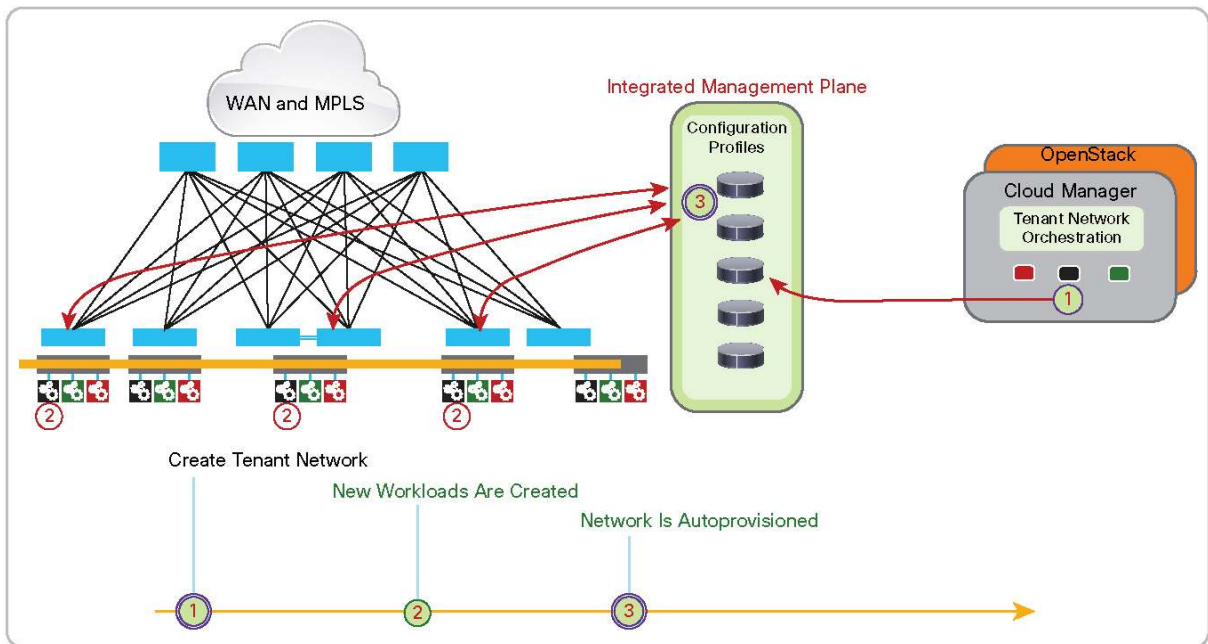 WAN and MPLS
Integrated Management Plane
Configuration
Profiles
3
OpenStack
Cloud Manager
Tenant Network
Orchestration
1
2
2
2
Create Tenant Network
New Workloads Are Created
Network Is Autoprovisioned
1
2
3